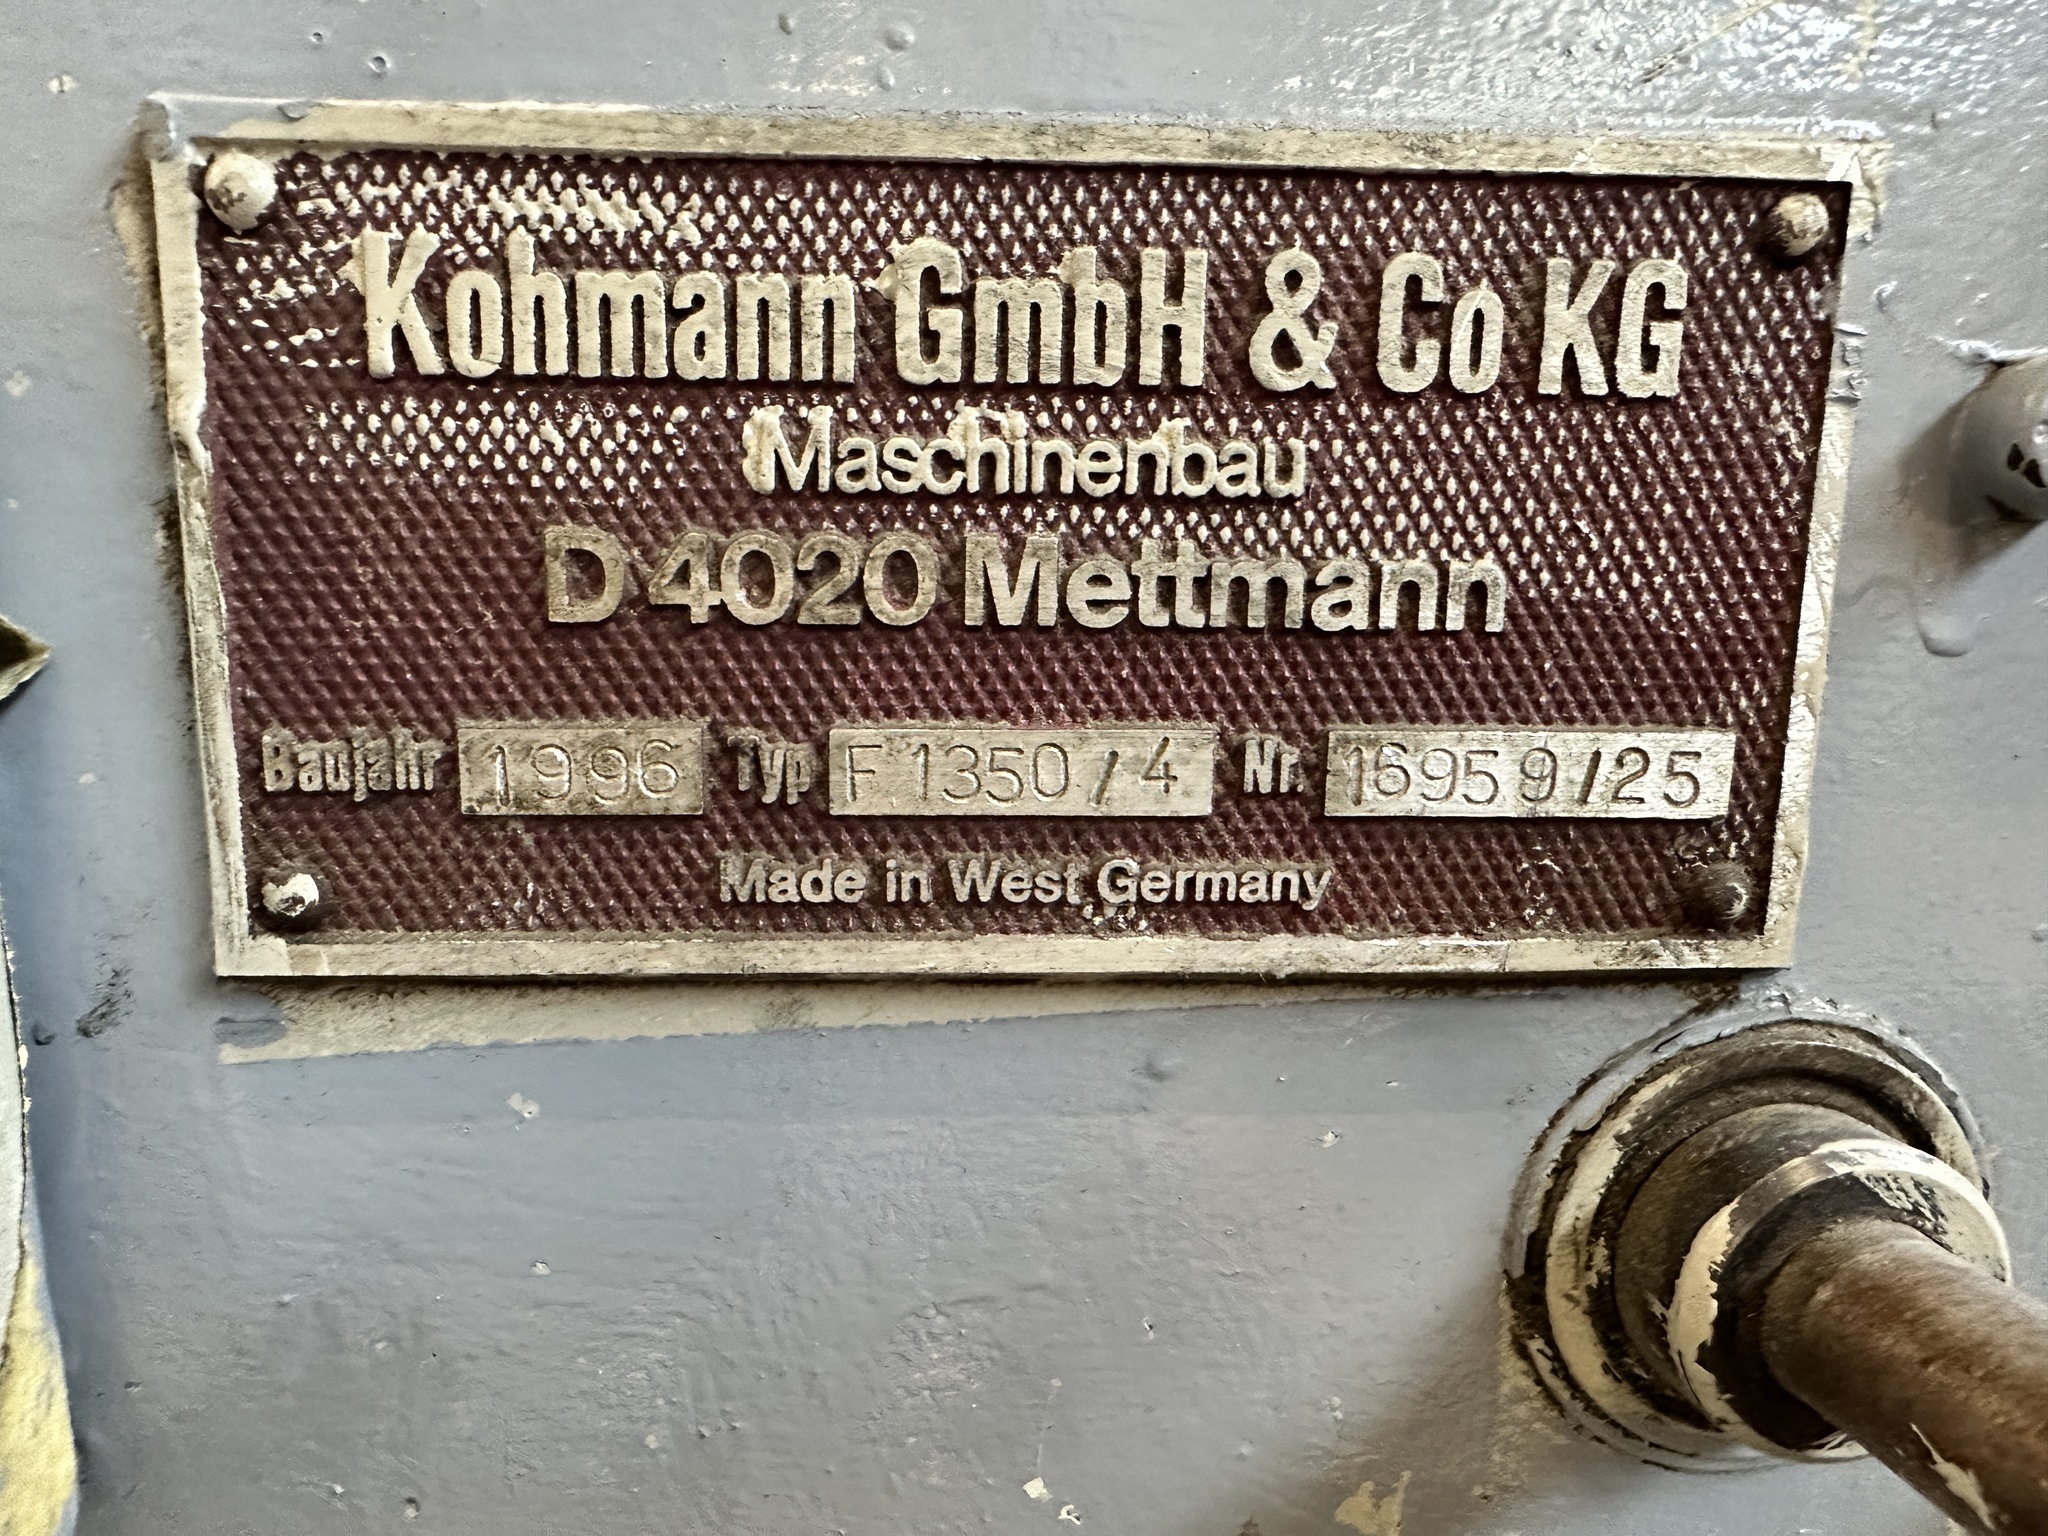 Kohmann GmbH & Co KG
Maschinenbau
D 4020 Mettmann
Baujahr 1996 Typ F 1350/4 Nr. 16959/25
Made in West Germany